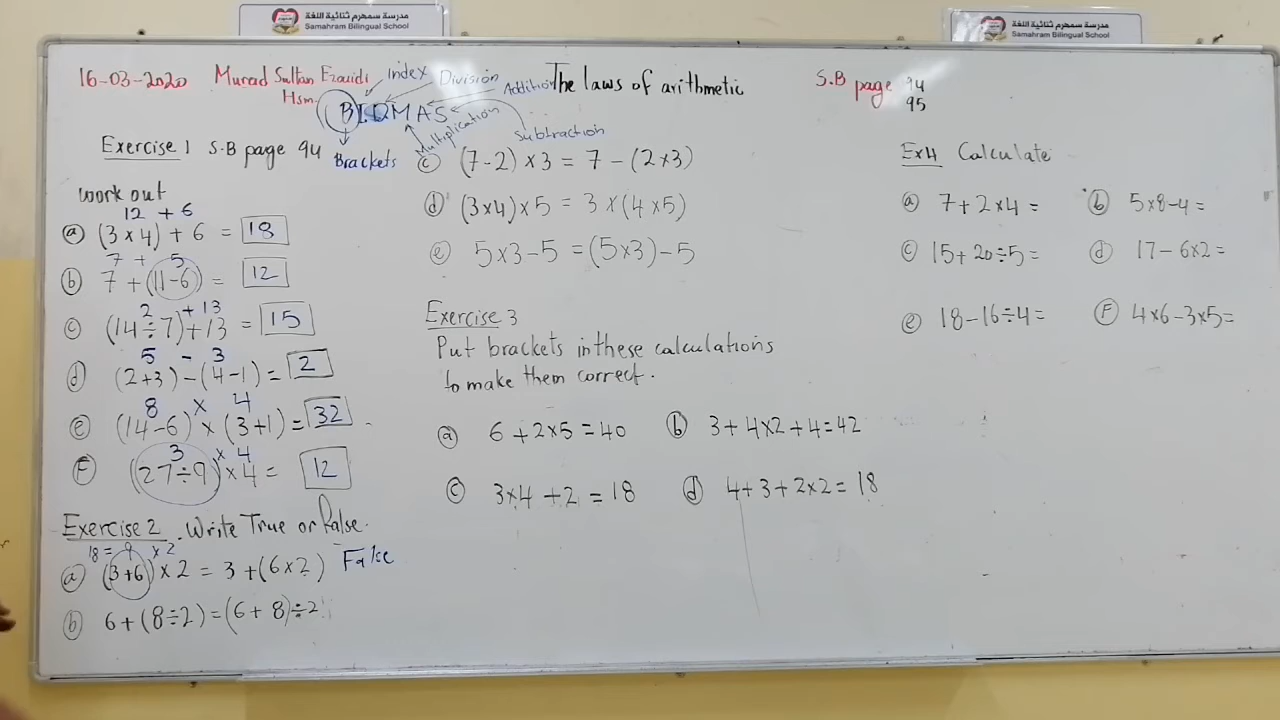 مدرسة سمهرم ثنائية اللغة
Samahram Bilingual School
مدرسة سمهرم ثنائية اللغة
Samahram Bilingual School
16-03-2020 Murad Sultan Ezauidi
Hsm.
Index Division Addition
BIDMAS
Brackets Multiplication Subtraction
The laws of arithmetic
S.B page 94
95
Exercise 1 S.B page 94
work out
12 + 6
(a) (3 × 4) + 6 = 18
7 + 5
(b) 7 + (11-6) = 12
2 + 13
(c) (14 ÷ 7) + 13 = 15
5 - 3
(d) (2+3) - (4-1) = 2
8 × 4
(e) (14-6) × (3+1) = 32
3 × 4
(F) (27÷9) × 4 = 12
Exercise 2. Write True or False.
18 = 9 × 2
(a) (3+6) × 2 = 3 + (6×2) False
(b) 6+(8÷2)=(6+8)÷2
(c) (7-2) × 3 = 7 - (2×3)
(d) (3×4) × 5 = 3 × (4×5)
(e) 5×3-5 = (5×3)-5
Exercise 3
Put brackets in these calculations
to make them correct.
(a) 6+2×5=40 (b) 3+4×2+4=42
(c) 3×4+2=18 (d) 4+3+2×2=18
Ex4 Calculate
(a) 7+2×4= (b) 5×8-4=
(c) 15+20÷5= (d) 17-6×2=
(e) 18-16÷4= (F) 4×6-3×5=